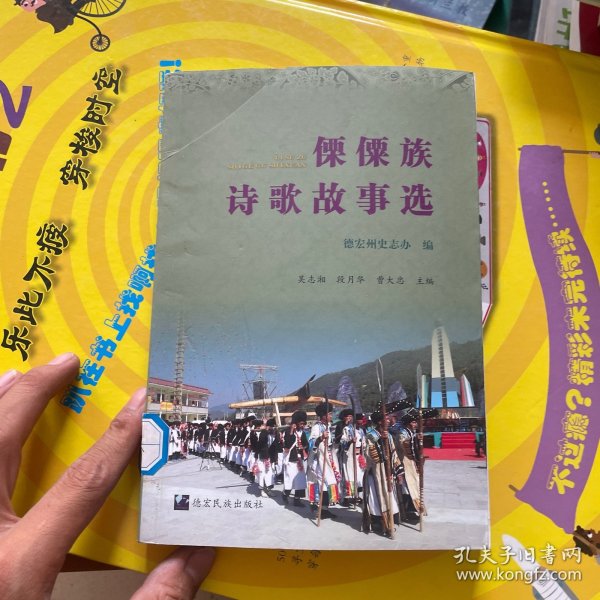 傈僳族
诗歌故事选
德宏州史志办 编
吴志湘 段月华 曹大忠 主编
德宏民族出版社
穿梭时空
乐此不疲
不过瘾?精彩未完待续……
孔夫子旧书网
www.kongfz.com